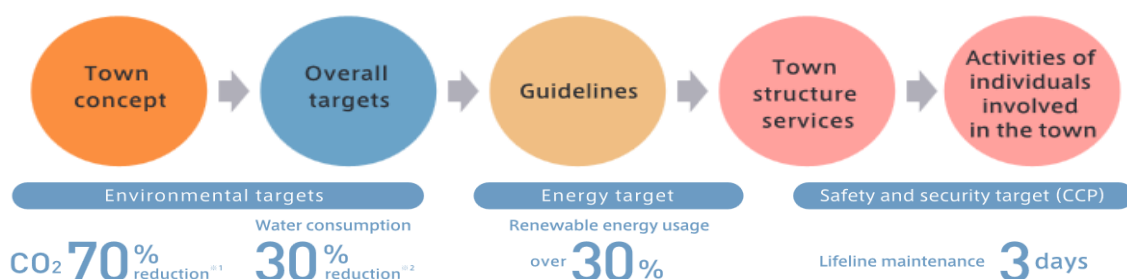 Town
concept
Overall
targets
Guidelines
Town
structure
services
Activities of
individuals
involved
in the town
Environmental targets
Energy target
Safety and security target (CCP)
Water consumption
Renewable energy usage
CO₂ 70% reduction※1
30% reduction※2
over 30%
Lifeline maintenance 3 days